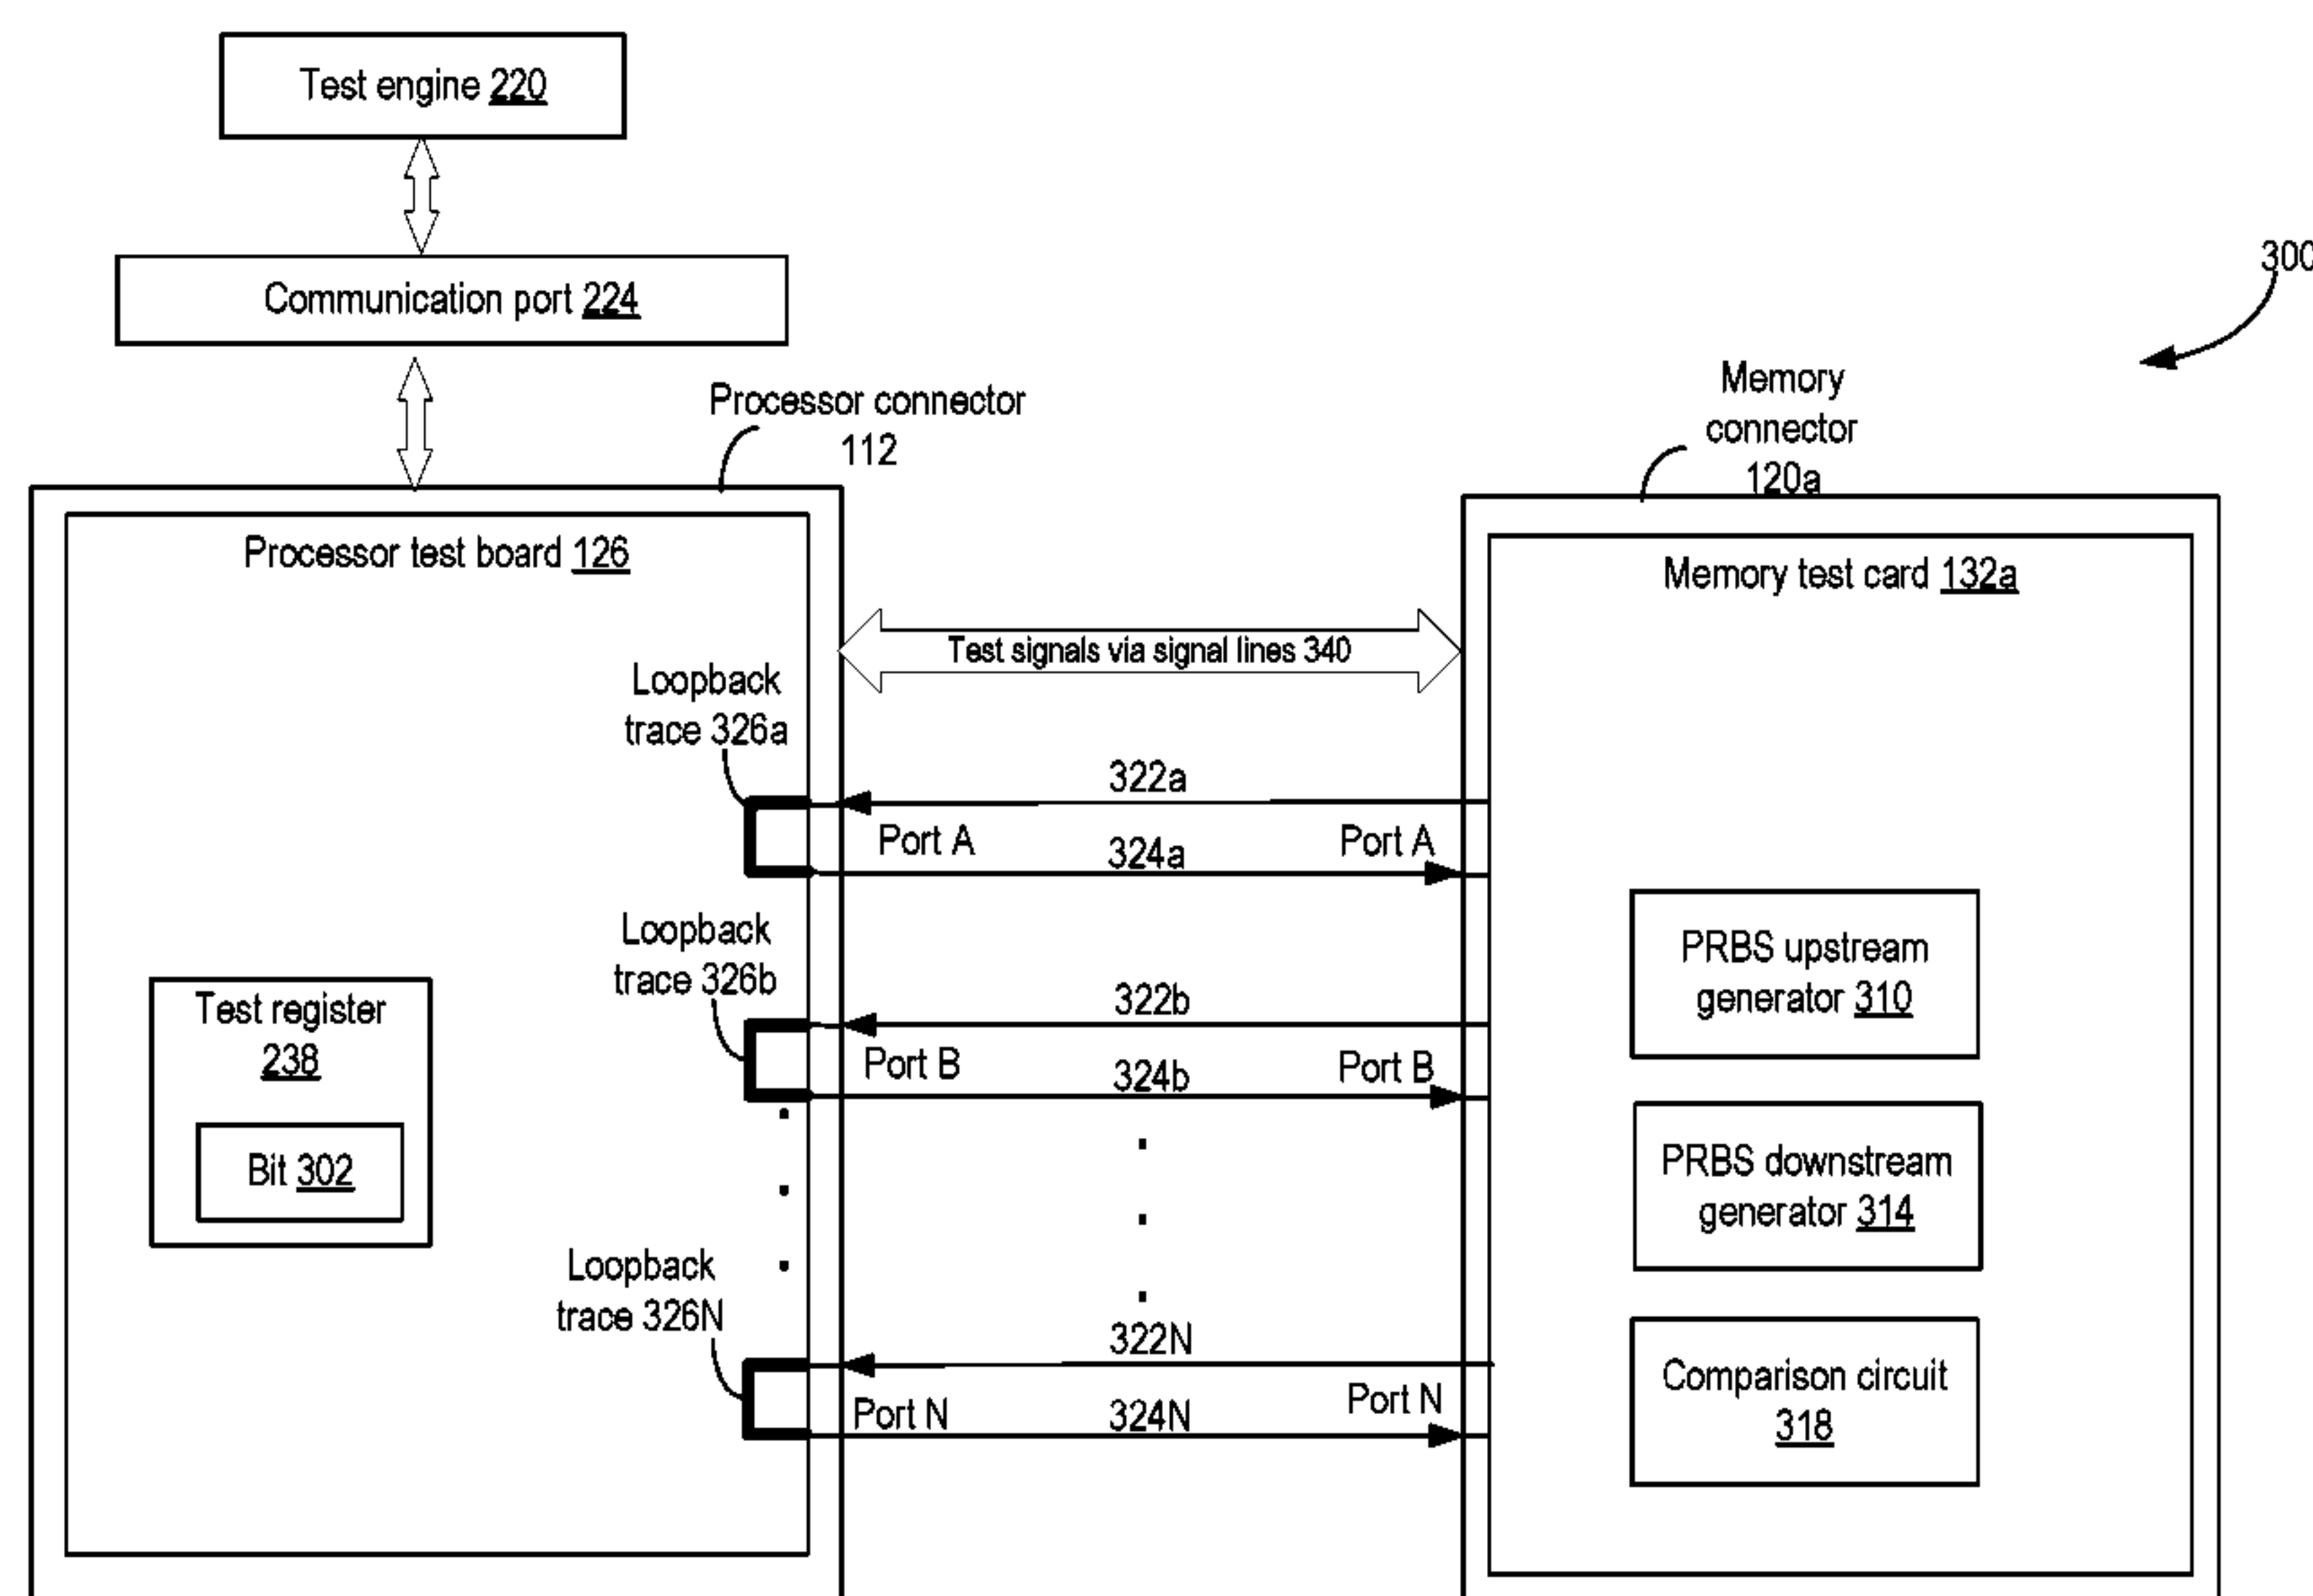 Test engine 220
Communication port 224
300
Processor connector
112
Memory
connector
120a
Processor test board 126
Memory test card 132a
Test signals via signal lines 340
Loopback
trace 326a
322a
Port A
324a
Port A
Loopback
trace 326b
322b
Port B
324b
Port B
PRBS upstream
generator 310
Test register
238
Bit 302
PRBS downstream
generator 314
Loopback
trace 326N
322N
Port N
324N
Port N
Comparison circuit
318